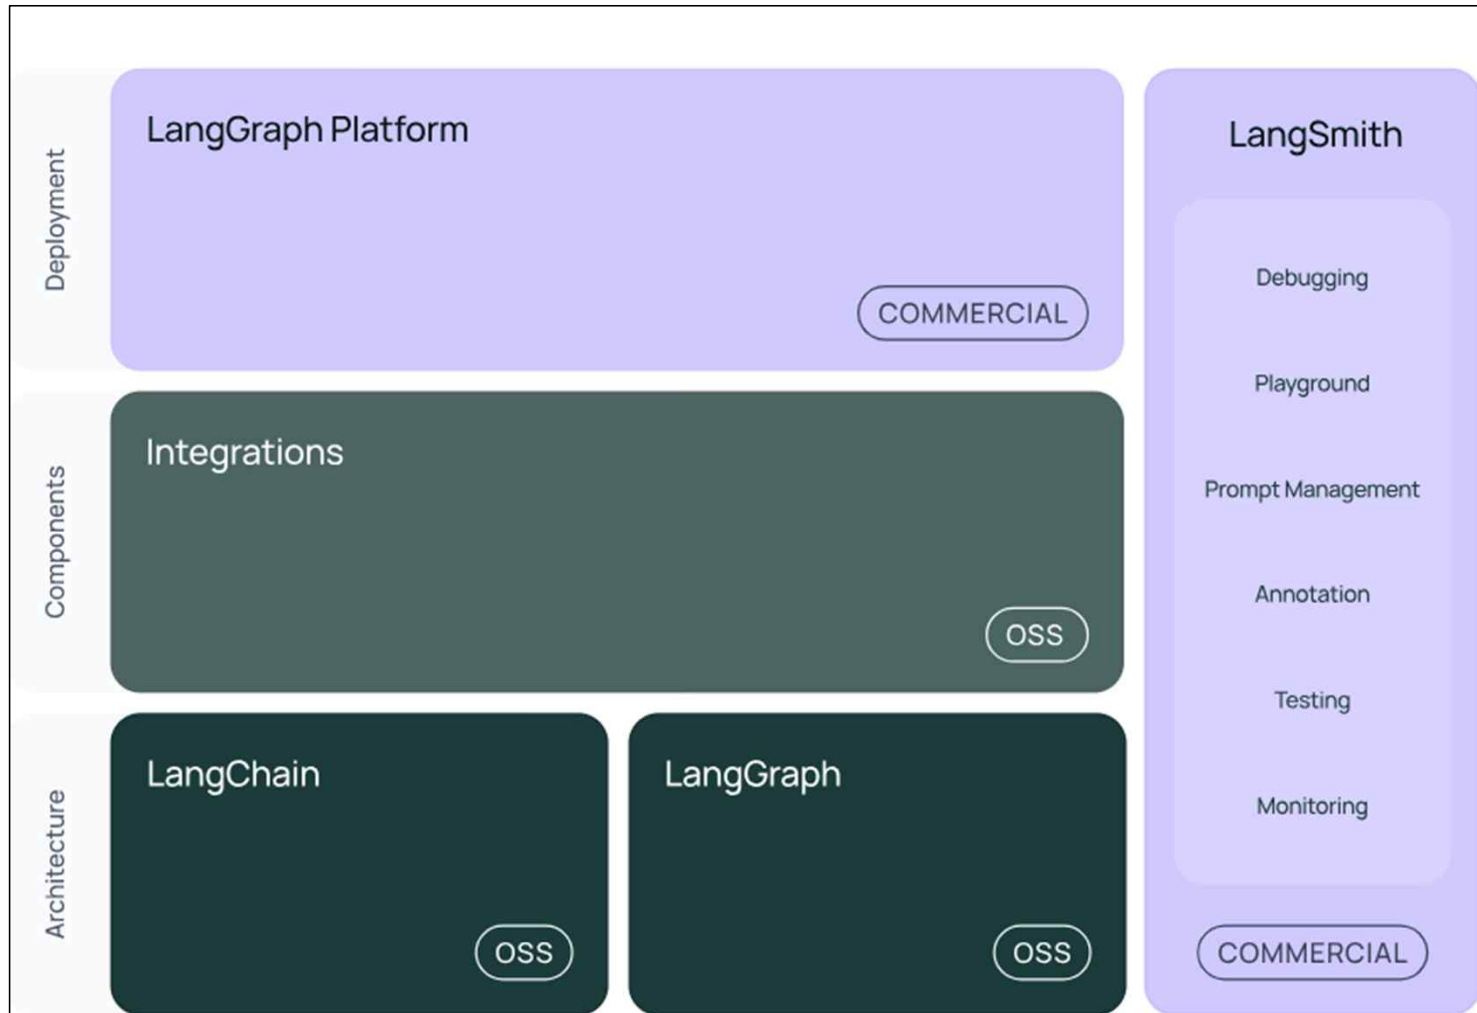 Deployment
LangGraph Platform
COMMERCIAL
Components
Integrations
OSS
Architecture
LangChain
OSS
LangGraph
OSS
LangSmith
Debugging
Playground
Prompt Management
Annotation
Testing
Monitoring
COMMERCIAL